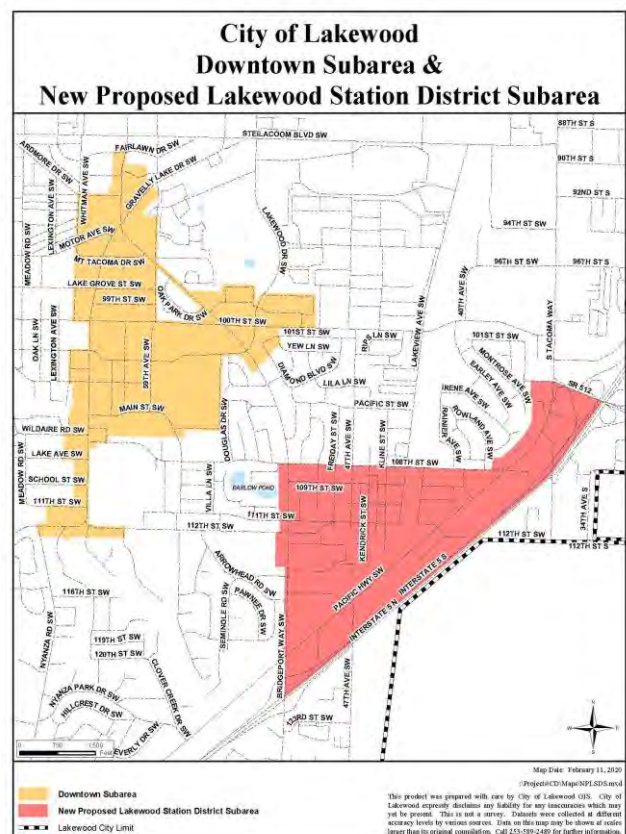 City of Lakewood
Downtown Subarea &
New Proposed Lakewood Station District Subarea
STEILACOOM BLVD SW
88TH ST S
FAIRLAWN DR SW
90TH ST S
ARDMORE DR SW
WHITMAN AVE SW
GRAVELLY LAKE DR SW
92ND ST S
LEXINGTON AVE SW
LAKEWOOD DR SW
94TH ST SW
MEADOW RD SW
MOTOR AVE SW
MT TACOMA DR SW
96TH ST SW
96TH ST S
40TH AVE SW
LAKE GROVE ST SW
99TH ST SW
OAK PARK DR SW
LAKEVIEW AVE SW
S TACOMA WAY
100TH ST SW
101ST ST SW
101ST ST SW
OAK LN SW
LEXINGTON AVE SW
59TH AVE SW
YEW LN SW
LN SW
MONTROSE AVE SW
EARLEY AVE SW
DIAMOND BLVD SW
LILA LN SW
IRENE AVE SW
SR 512
MAIN ST SW
PACIFIC ST SW
ROWLAND AVE SW
RAINIER AVE SW
WILDAIRE RD SW
DOUGLAS DR SW
FREIDAY ST SW
47TH AVE SW
KLINE ST SW
LAKE AVE SW
108TH ST SW
MEADOW RD SW
SCHOOL ST SW
VILLA LN SW
BARLOW POND
109TH ST SW
34TH AVE S
111TH ST SW
111TH ST SW
112TH ST SW
KENDRICK ST SW
112TH ST SW
112TH ST S
ARROWHEAD RD SW
PACIFIC HWY SW
INTERSTATE 5 S
INTERSTATE 5 N
116TH ST SW
SEMINOLE RD SW
PAWNEE DR SW
BRIDGEPORT WAY SW
NYANZA RD SW
119TH ST SW
120TH ST SW
CLOVER CREEK DR SW
47TH AVE SW
NYANZA PARK DR SW
HILLCREST DR SW
123RD ST SW
EVERLY DR SW
0 750 1,500
Feet
N
W E
S
Map Date: February 11, 2020
Downtown Subarea
New Proposed Lakewood Station District Subarea
Lakewood City Limit
This product was prepared with care by City of Lakewood GIS. City of
Lakewood expressly disclaims any liability for any inaccuracies which may
yet be present. This is not a survey. Datasets were collected at different
accuracy levels by various sources. Data on this map may be shown at scales
larger than its original compilation. Call 253-589-2489 for further information.